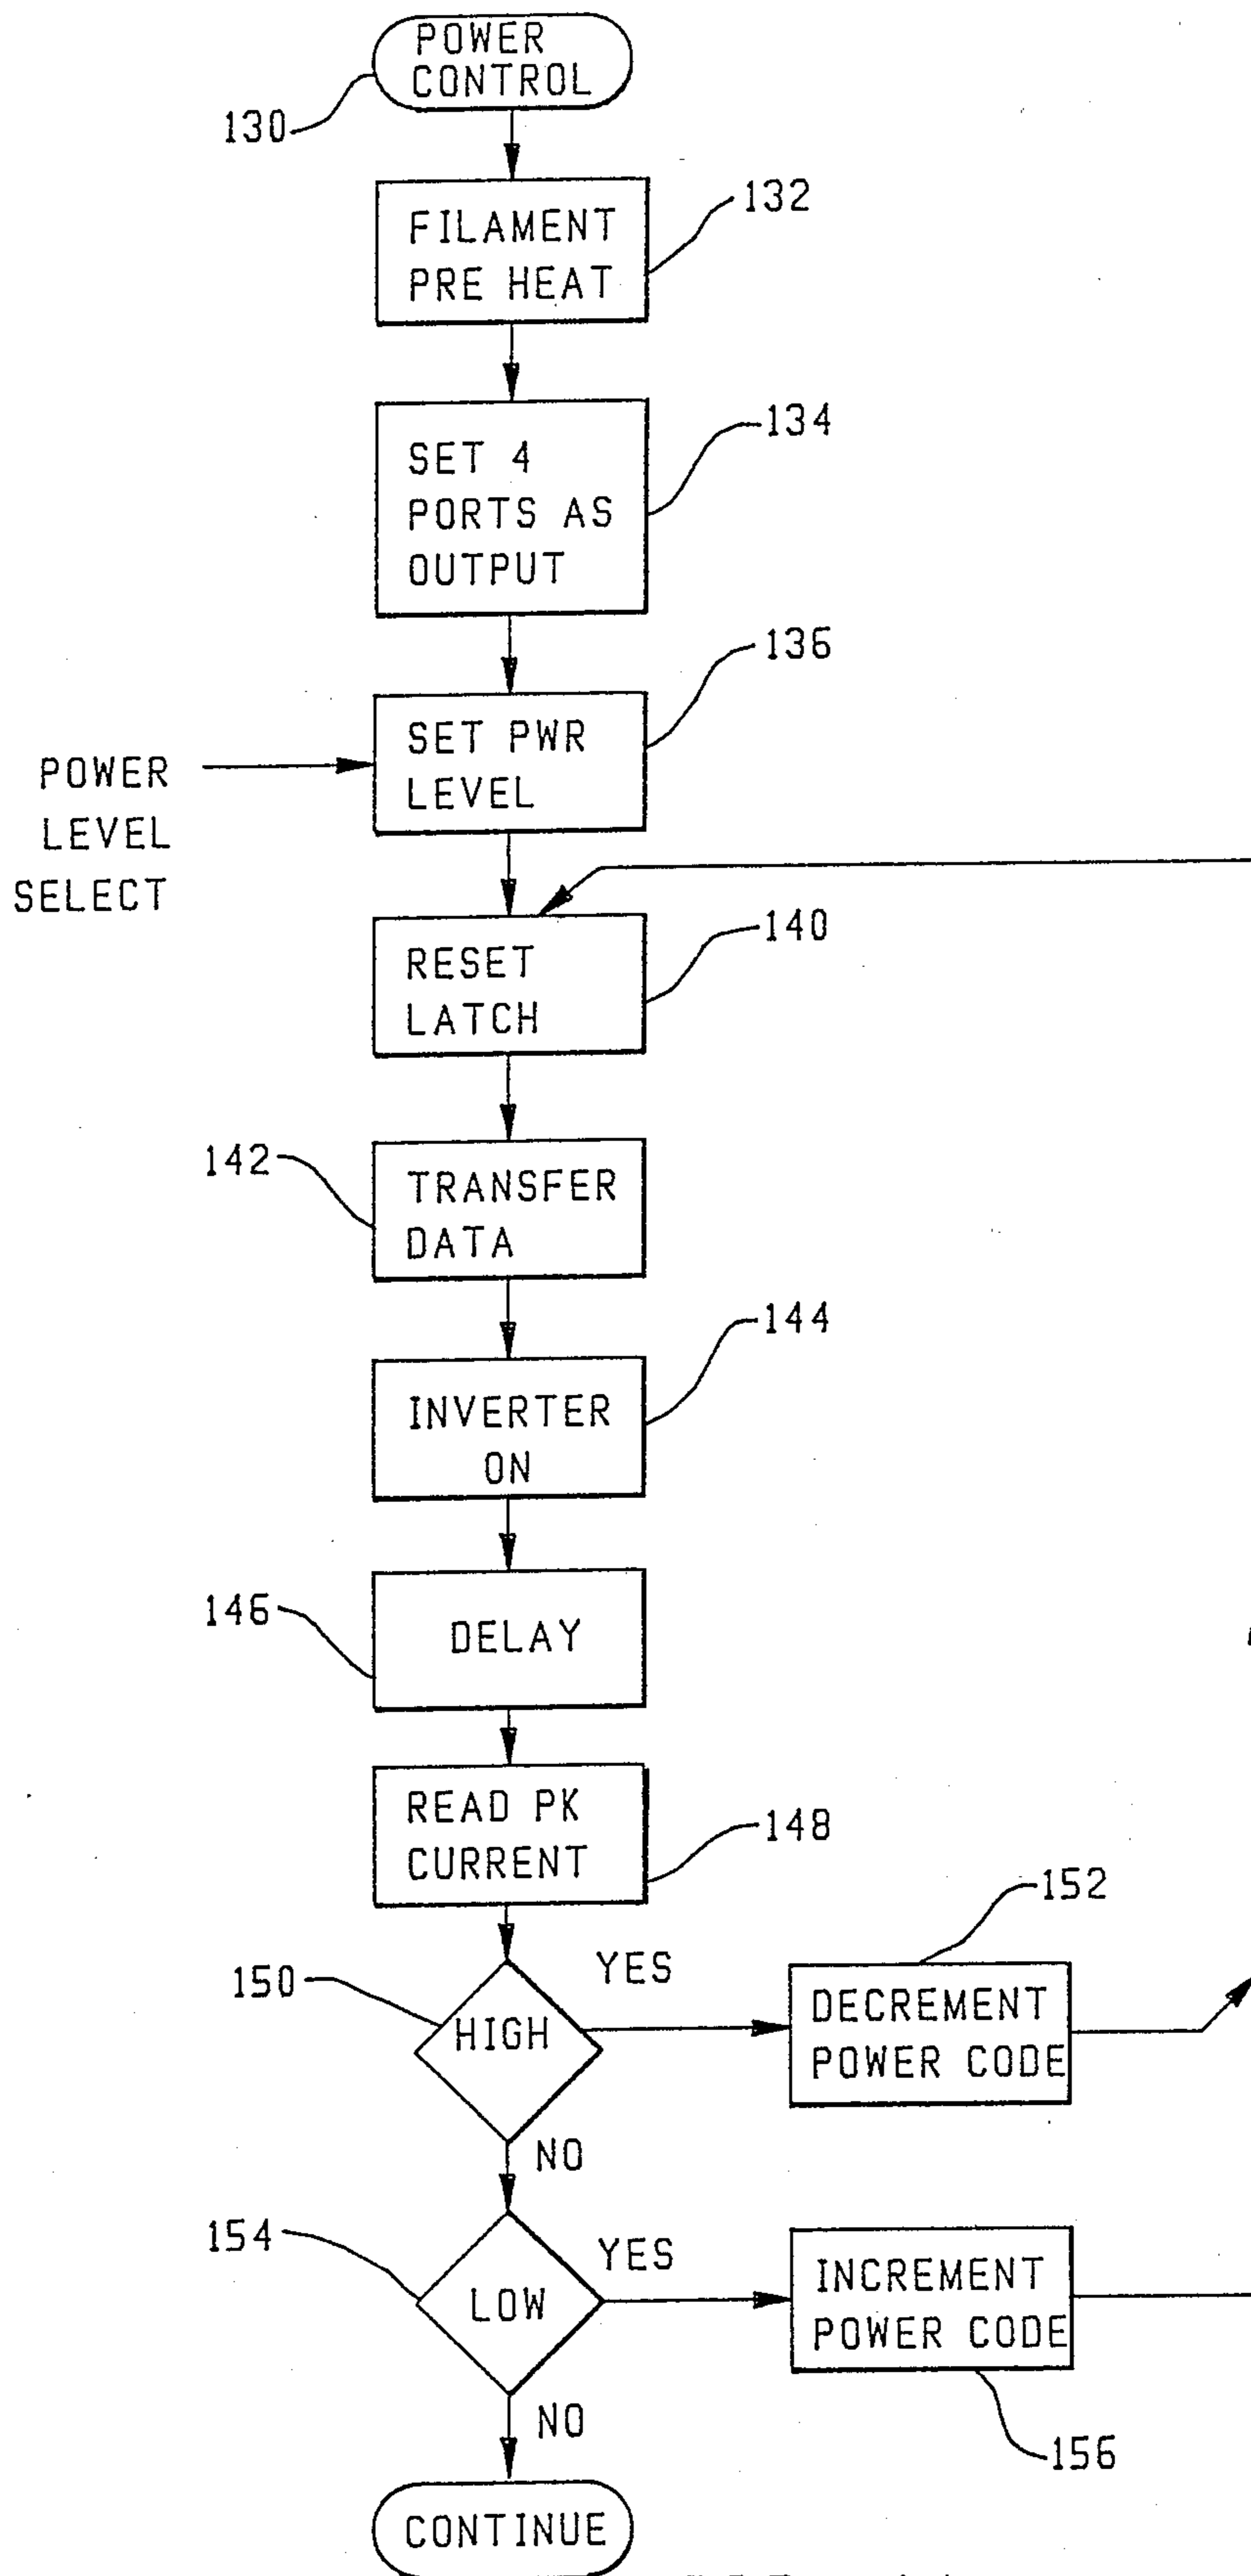 POWER
CONTROL
130
FILAMENT
PRE HEAT
132
SET 4
PORTS AS
OUTPUT
134
136
SET PWR
LEVEL
POWER
LEVEL
SELECT
RESET
LATCH
140
142
TRANSFER
DATA
144
INVERTER
ON
146
DELAY
READ PK
CURRENT
148
152
150
HIGH
YES
DECREMENT
POWER CODE
NO
154
LOW
YES
INCREMENT
POWER CODE
NO
156
CONTINUE